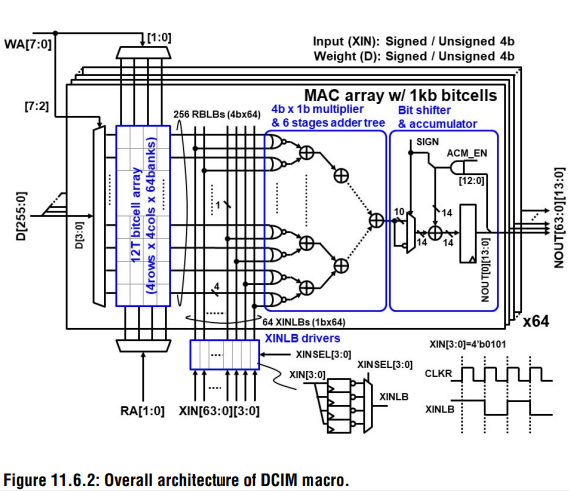 WA[7:0]
[1:0]
Input (XIN): Signed / Unsigned 4b
Weight (D): Signed / Unsigned 4b
[7:2]
MAC array w/ 1kb bitcells
256 RBLBs (4bx64)
4b x 1b multiplier
& 6 stages adder tree
Bit shifter
& accumulator
SIGN
ACM_EN
[12:0]
D[255:0]
D[3:0]
12T bitcell array
(4rows x 4cols x 64banks)
1
4
10
14
14
14
NOUT[0][13:0]
NOUT[63:0][13:0]
64 XINLBs (1bx64)
x64
XINLB drivers
XINSEL[3:0]
XIN[3:0]
XINSEL[3:0]
XINLB
XIN[3:0]=4'b0101
CLKR
XINLB
RA[1:0]
XIN[63:0][3:0]
Figure 11.6.2: Overall architecture of DCIM macro.